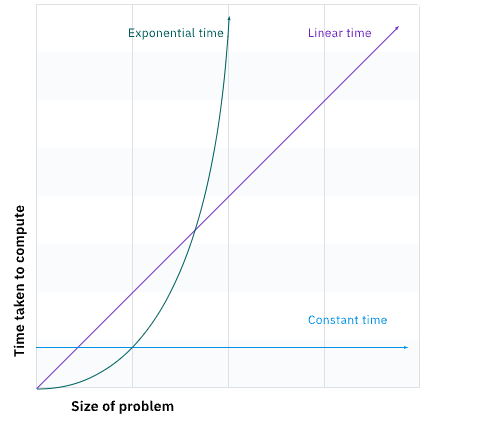 Exponential time
Linear time
Constant time
Time taken to compute
Size of problem